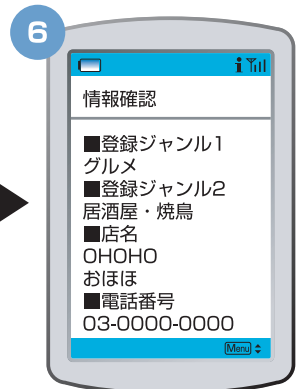 6
i
情報確認
■登録ジャンル1
グルメ
■登録ジャンル2
居酒屋・焼鳥
■店名
OHOHO
おほほ
■電話番号
03-0000-0000
Menu